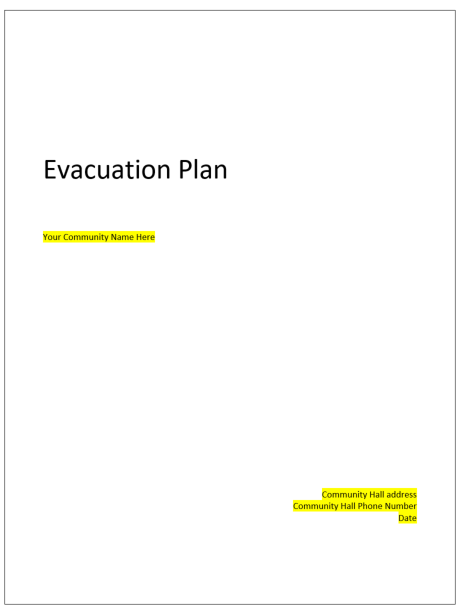 Evacuation Plan
Your Community Name Here
Community Hall address
Community Hall Phone Number
Date